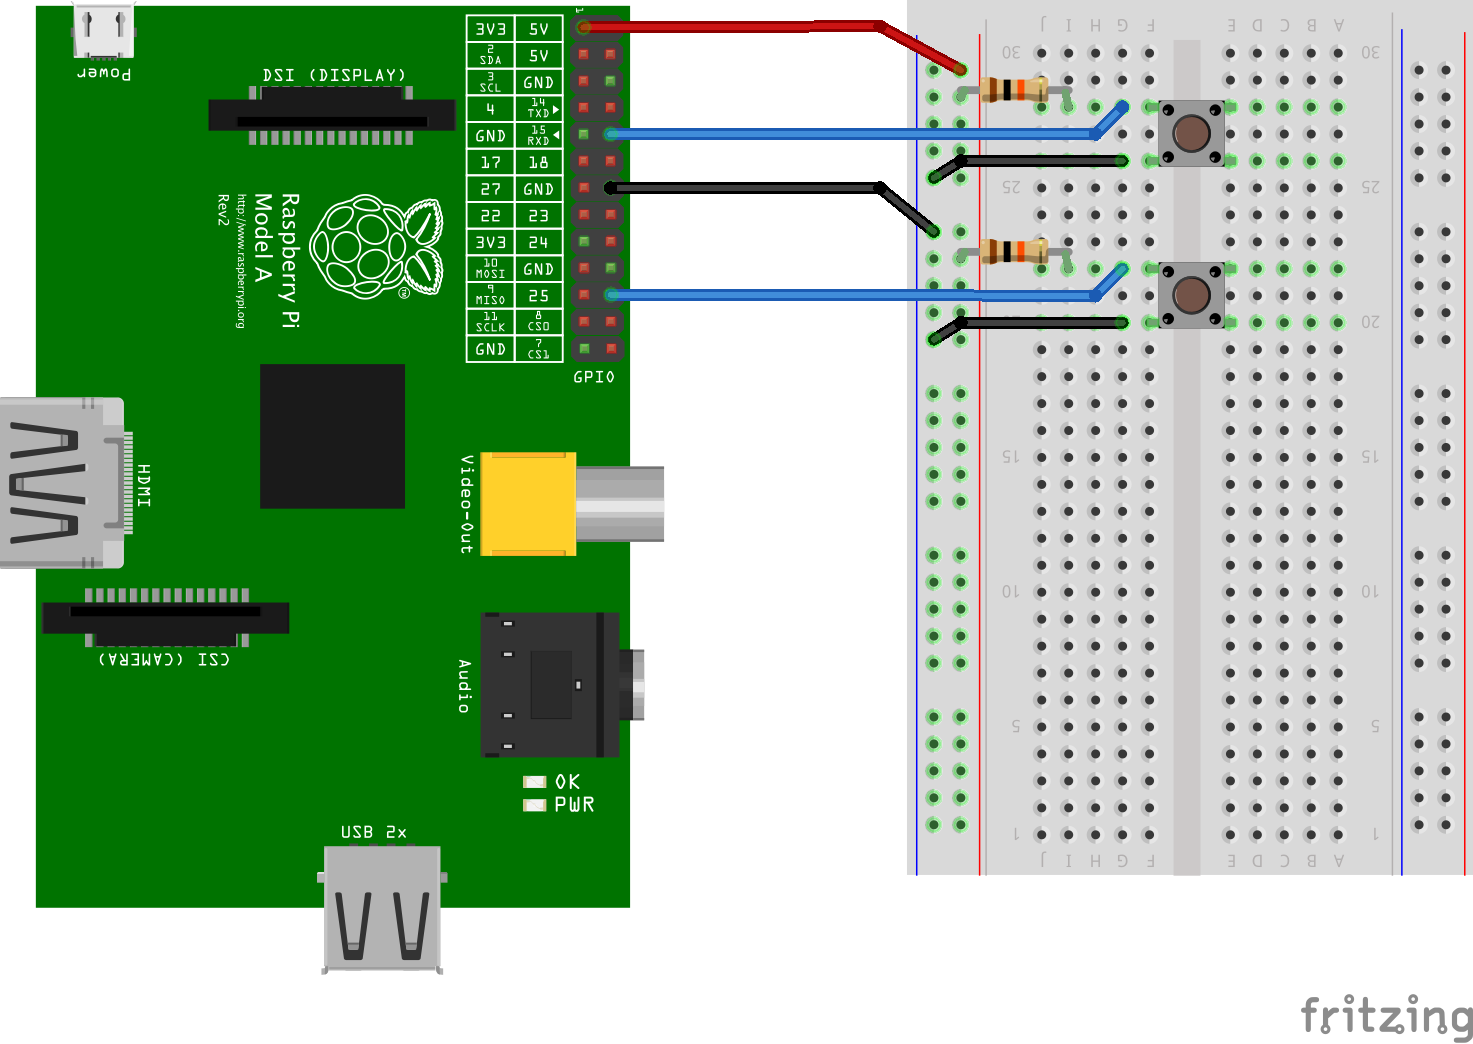 Power
DSI (DISPLAY)
1
3V3 5V
2 SDA 5V
3 SCL GND
4 14 TXD
GND 15 RXD
17 18
27 GND
22 23
3V3 24
10 MOSI GND
9 MISO 25
11 SCLK 8 CS0
GND 7 CS1
GPIO
Raspberry Pi
Model A
http://www.raspberrypi.org
Rev2
TM
HDMI
Video-Out
CSI (CAMERA)
Audio
OK
PWR
USB 2x
J I H G F E D C B A
30 30
25 25
20 20
15 15
10 10
5 5
1 1
J I H G F E D C B A
fritzing